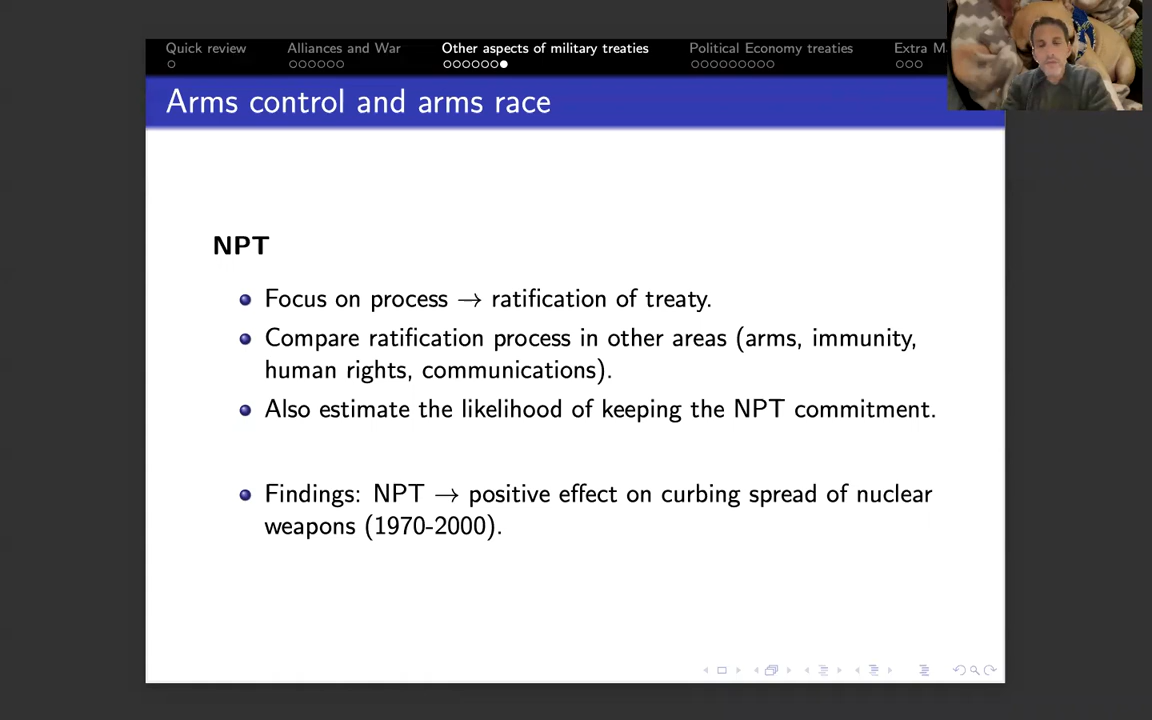 Quick review
Alliances and War
Other aspects of military treaties
Political Economy treaties
Extra M
Arms control and arms race
NPT
Focus on process → ratification of treaty.
Compare ratification process in other areas (arms, immunity,
human rights, communications).
Also estimate the likelihood of keeping the NPT commitment.
Findings: NPT → positive effect on curbing spread of nuclear
weapons (1970-2000).